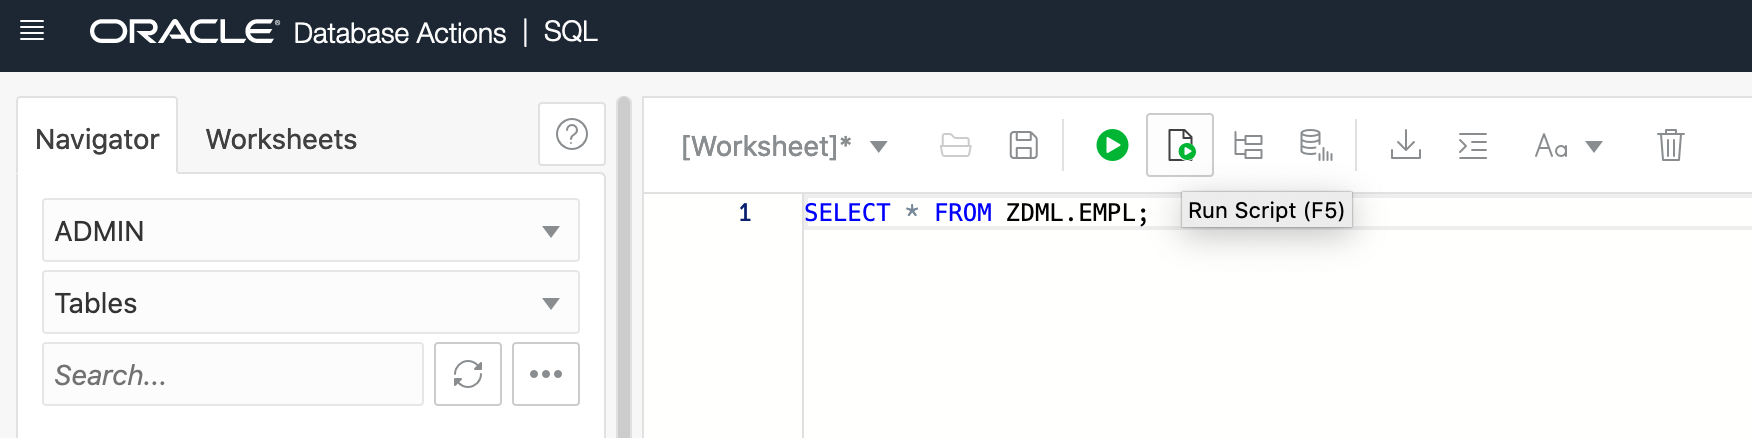 ORACLE® Database Actions | SQL
Navigator
Worksheets
[Worksheet]*
Aa
Run Script (F5)
1 SELECT * FROM ZDML.EMPL;
ADMIN
Tables
Search...